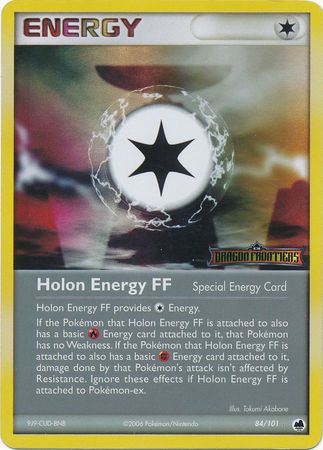 ENERGY
DRAGON FRONTIERS
Holon Energy FF Special Energy Card
Holon Energy FF provides Energy.
If the Pokémon that Holon Energy FF is attached to also
has a basic Energy card attached to it, that Pokémon
has no Weakness. If the Pokémon that Holon Energy FF is
attached to also has a basic Energy card attached to it,
damage done by that Pokémon's attack isn't affected by
Resistance. Ignore these effects if Holon Energy FF is
attached to Pokémon-ex.
Illus. Tokumi Akabane
9J9-CUD-8N8 ©2006 Pokémon/Nintendo 84/101